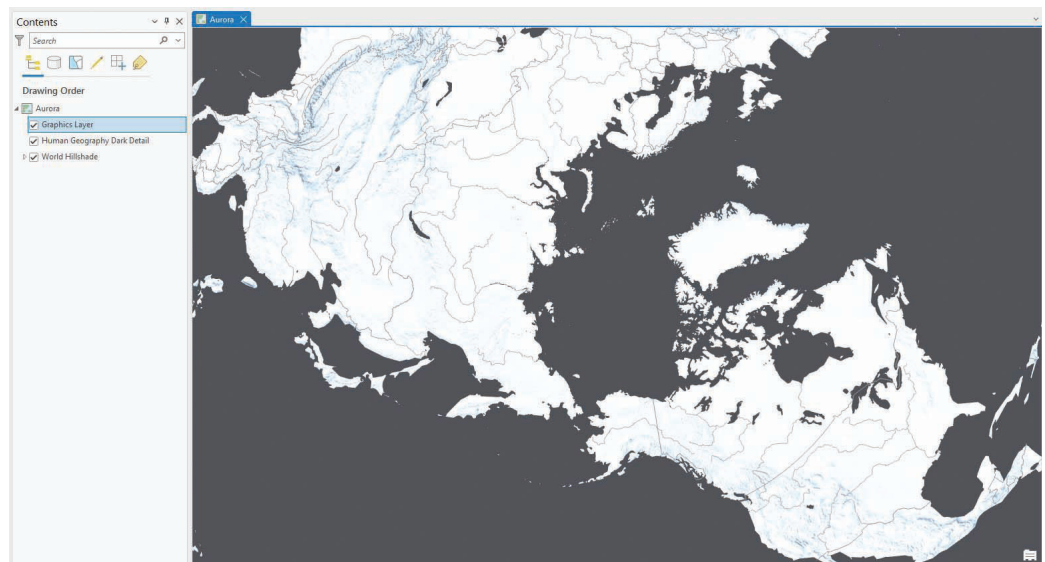 Contents
Search
Drawing Order
Aurora
Graphics Layer
Human Geography Dark Detail
World Hillshade
Aurora